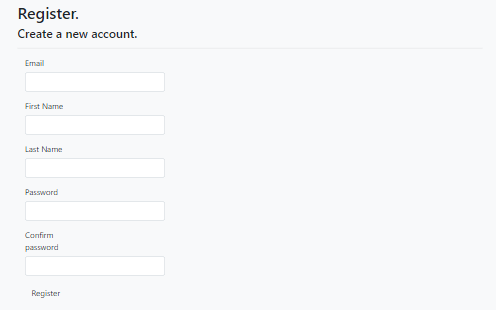 Register.
Create a new account.
Email
First Name
Last Name
Password
Confirm
password
Register